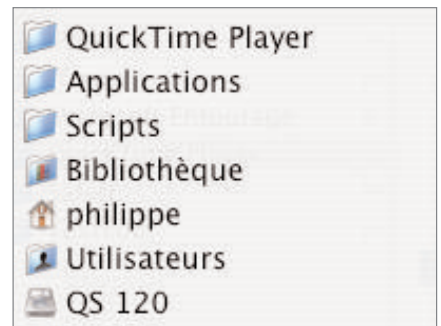 QuickTime Player
Applications
Scripts
Bibliothèque
philippe
Utilisateurs
QS 120